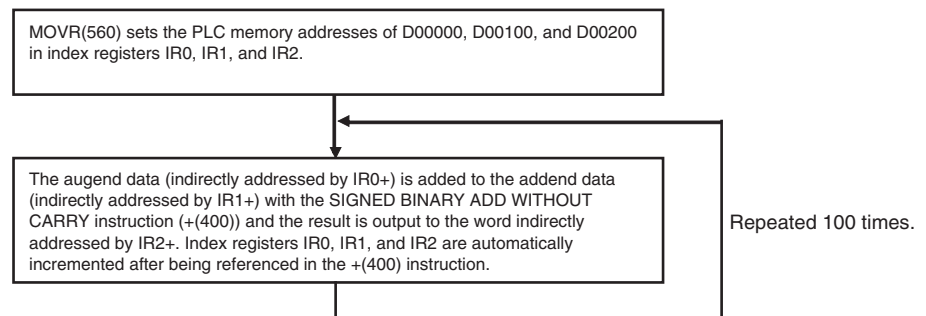 MOVR(560) sets the PLC memory addresses of D00000, D00100, and D00200
in index registers IR0, IR1, and IR2.
The augend data (indirectly addressed by IR0+) is added to the addend data
(indirectly addressed by IR1+) with the SIGNED BINARY ADD WITHOUT
CARRY instruction (+(400)) and the result is output to the word indirectly
addressed by IR2+. Index registers IR0, IR1, and IR2 are automatically
incremented after being referenced in the +(400) instruction.
Repeated 100 times.